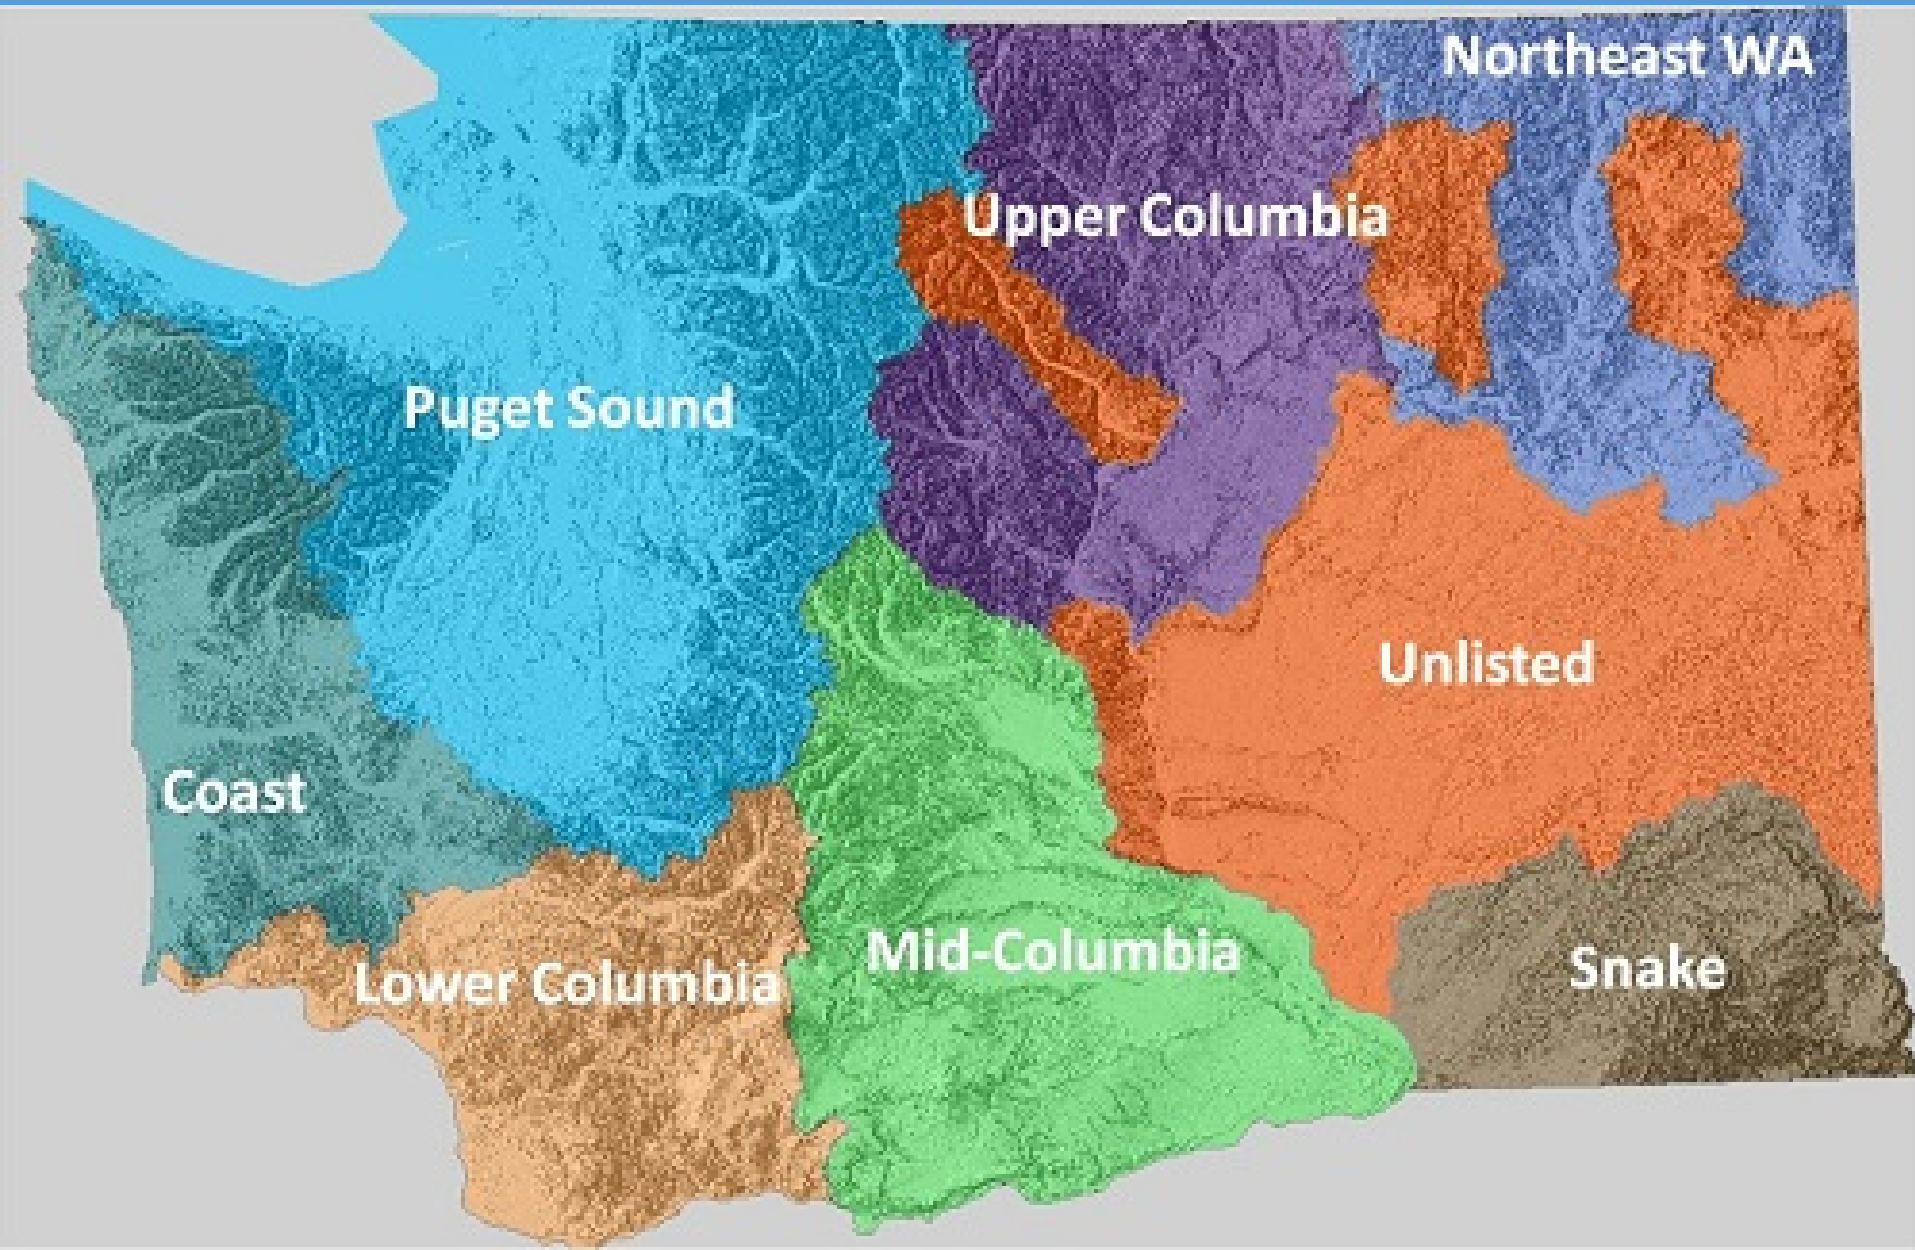 Northeast WA
Upper Columbia
Puget Sound
Unlisted
Coast
Mid-Columbia
Snake
Lower Columbia